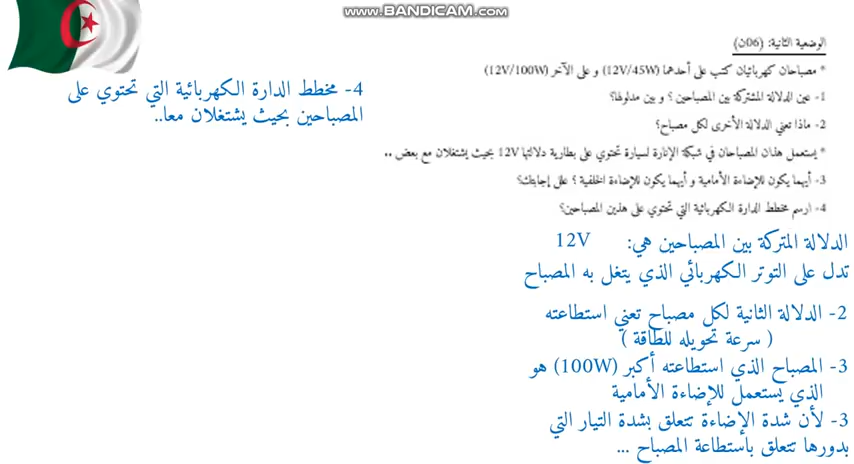 WWW.BANDICAM.COM
الوضعية الثانية: (06ن)
* مصباحان كهربائيان كتب على أحدهما (12V/45W) و على الآخر (12V/100W)
1- عين الدلالة المشتركة بين المصباحين ؟ و بين مدلولها؟
2- ماذا تعني الدلالة الأخرى لكل مصباح؟
* يستعمل هذان المصباحان في شبكة الإنارة لسيارة تحتوي على بطارية دلالتها 12V بحيث يشتغلان مع بعض ..
3- أيهما يكون للإضاءة الأمامية و أيهما يكون للإضاءة الخلفية ؟ علل إجابتك؟
4- ارسم مخطط الدارة الكهربائية التي تحتوي على هذين المصباحين؟
الدلالة المتركة بين المصباحين هي: 12V
تدل على التوتر الكهربائي الذي يتغل به المصباح
2- الدلالة الثانية لكل مصباح تعني استطاعته
( سرعة تحويله للطاقة )
3- المصباح الذي استطاعته أكبر (100W) هو
الذي يستعمل للإضاءة الأمامية
3- لأن شدة الإضاءة تتعلق بشدة التيار التي
بدورها تتعلق باستطاعة المصباح ...
4- مخطط الدارة الكهربائية التي تحتوي على
المصباحين بحيث يشتغلان معا..